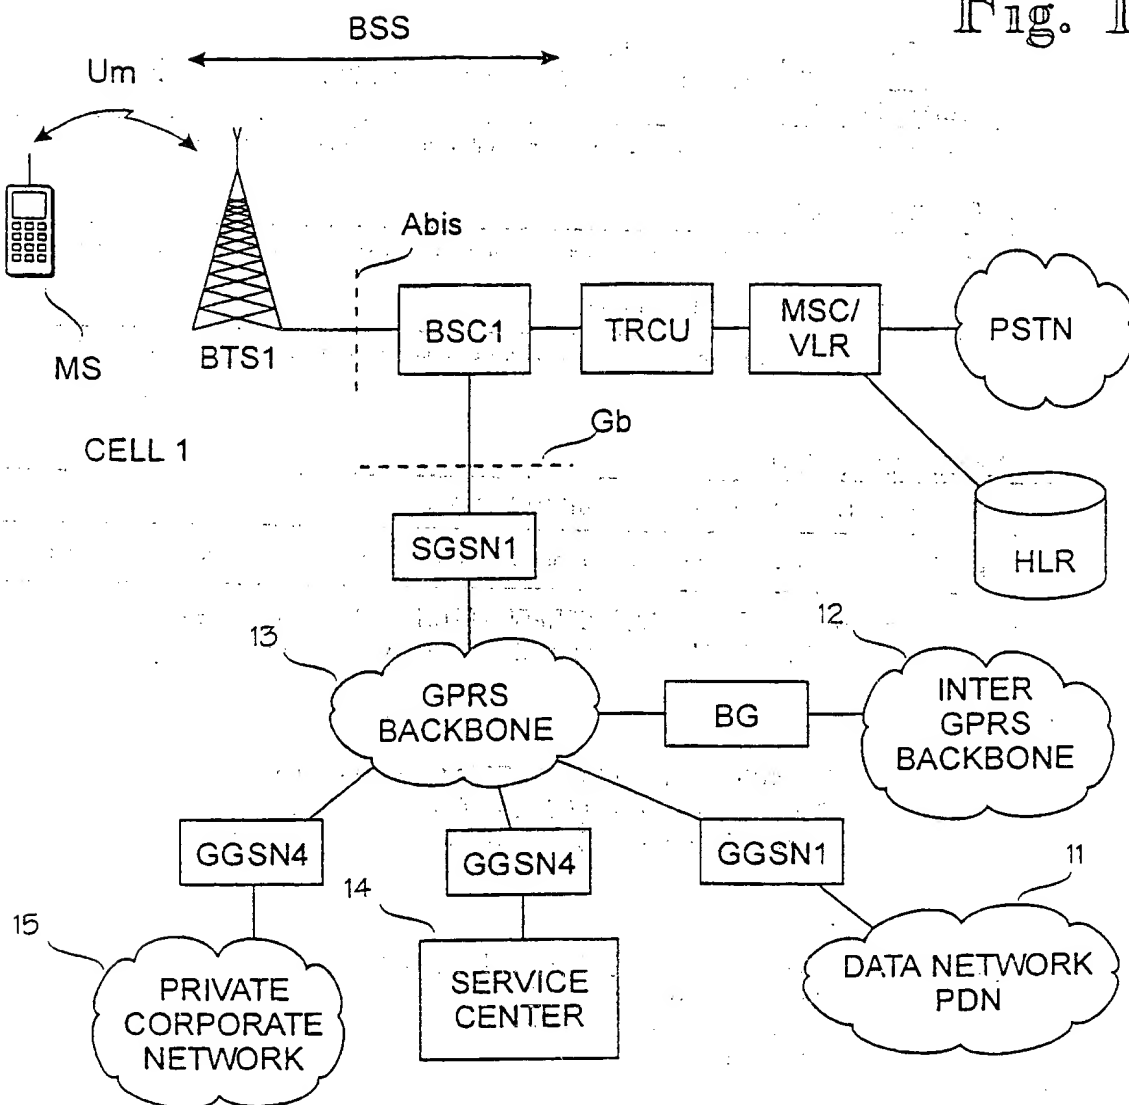 Fig. 1
BSS
Um
Abis
MS
BTS1
BSC1
TRCU
MSC/
VLR
PSTN
CELL 1
Gb
SGSN1
HLR
13
12
GPRS
BACKBONE
BG
INTER
GPRS
BACKBONE
GGSN4
GGSN4
GGSN1
11
14
15
PRIVATE
CORPORATE
NETWORK
SERVICE
CENTER
DATA NETWORK
PDN